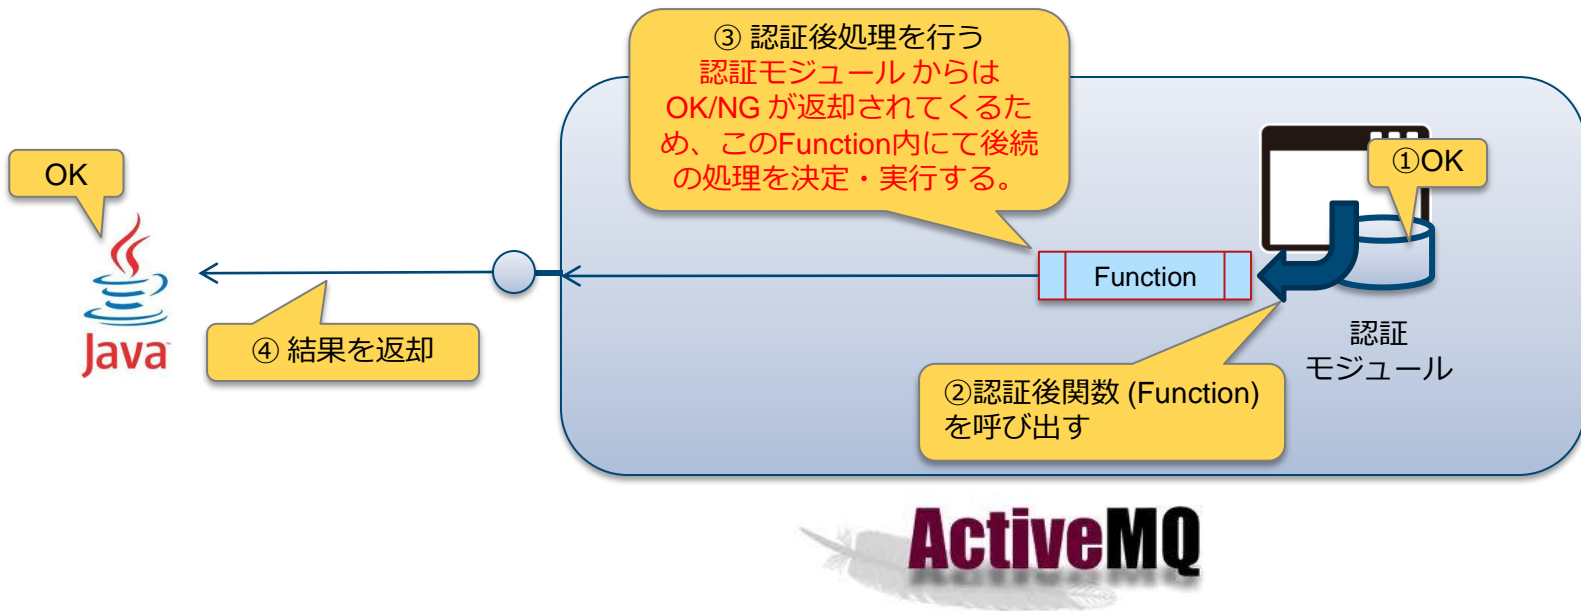 ③ 認証後処理を行う
認証モジュール からは
OK/NG が返却されてくるた
め、このFunction内にて後続
の処理を決定・実行する。
OK
①OK
Function
Java
④ 結果を返却
認証
モジュール
②認証後関数 (Function)
を呼び出す
ActiveMQ